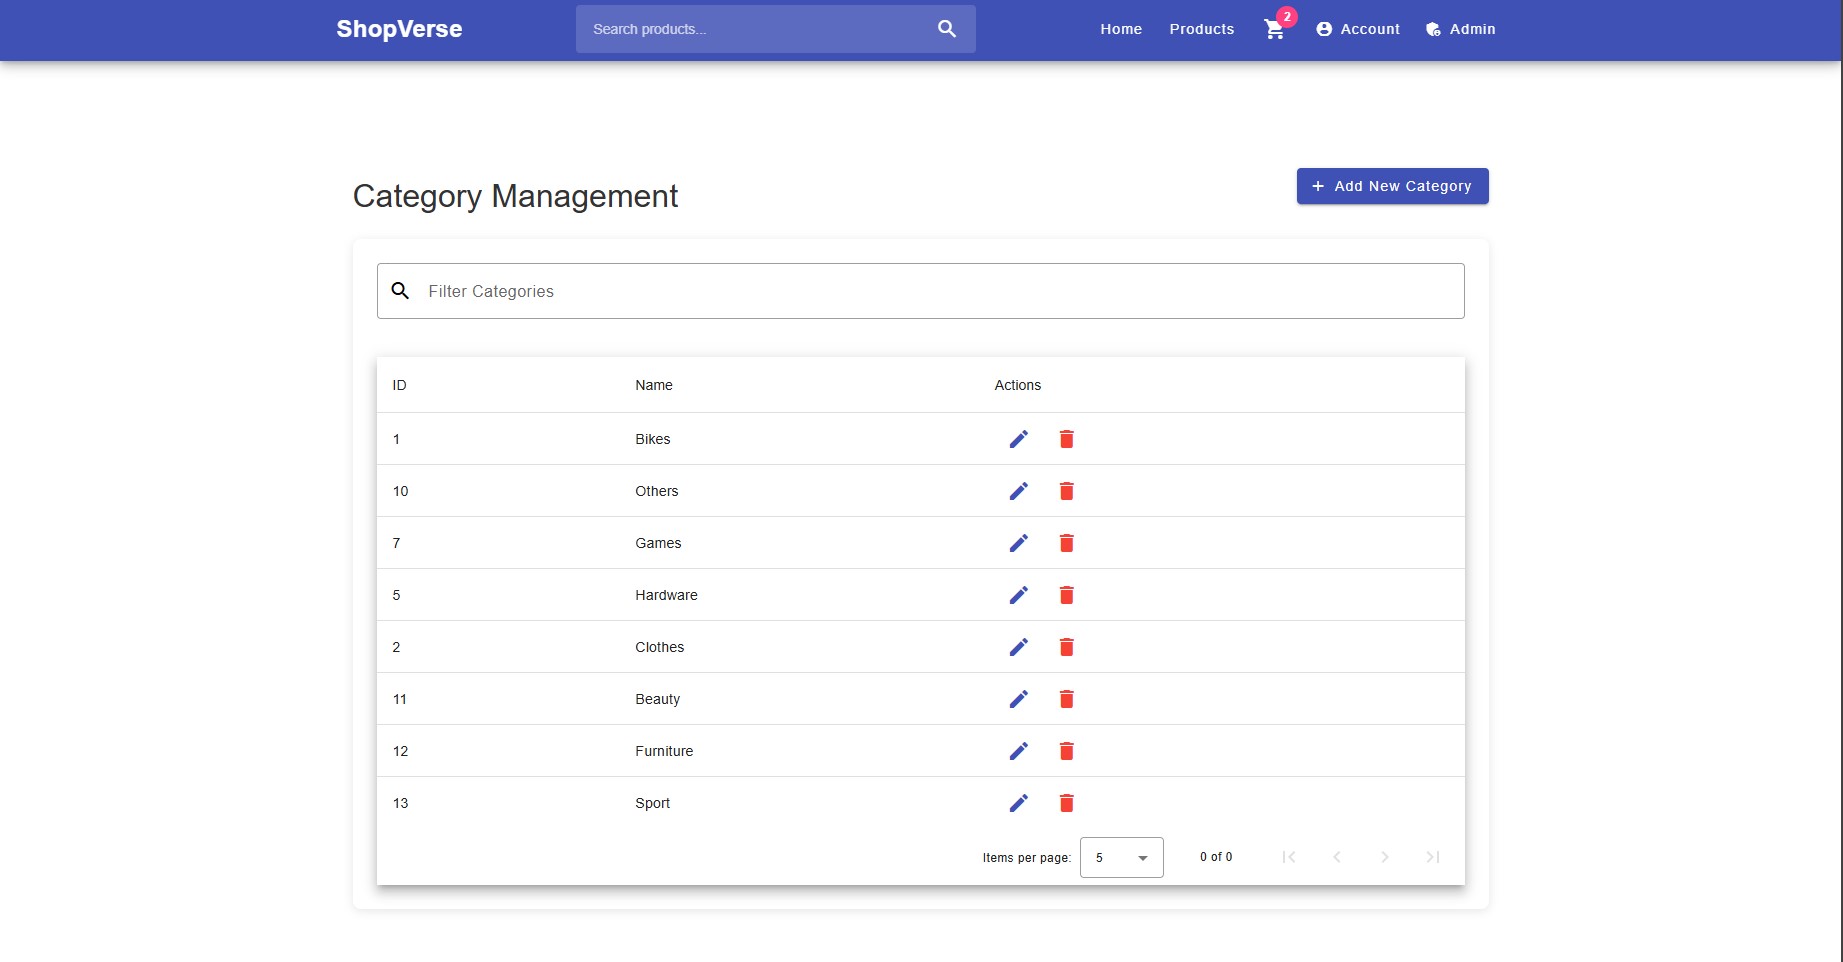 ShopVerse
Search products...
Home
Products
2
Account
Admin
Category Management
Add New Category
Filter Categories
ID Name Actions
1 Bikes
10 Others
7 Games
5 Hardware
2 Clothes
11 Beauty
12 Furniture
13 Sport
Items per page: 5 0 of 0